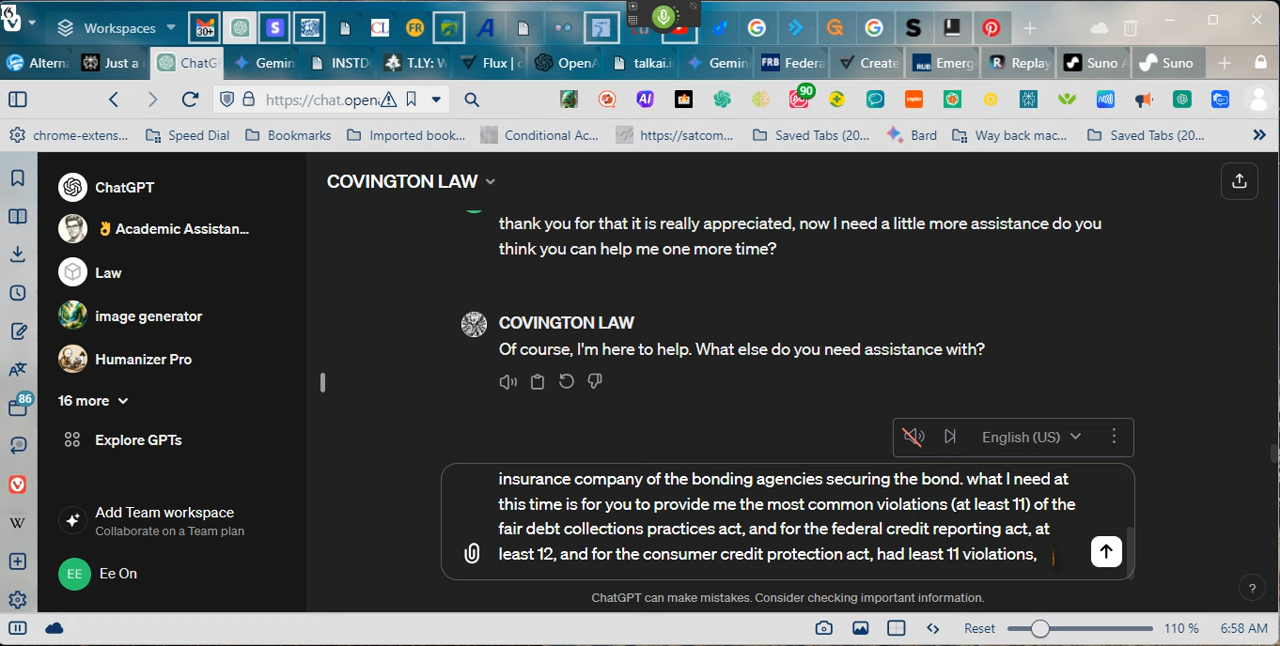 Workspaces
30+
CL
FR
A
S
Altern
Just a
ChatG
Gemin
INSTD
T.LY: W
Flux | c
OpenA
talkai.i
Gemini
FRB Federa
Create
RUB Emerg
Replay
Suno
Suno
https://chat.open
90
chrome-extens...
Speed Dial
Bookmarks
Imported book...
Conditional Ac...
https://satcom...
Saved Tabs (20...
Bard
Way back mac...
Saved Tabs (20...
ChatGPT
👌 Academic Assistan...
Law
image generator
Humanizer Pro
16 more
Explore GPTs
Add Team workspace
Collaborate on a Team plan
EE Ee On
86
W
COVINGTON LAW
thank you for that it is really appreciated, now I need a little more assistance do you
think you can help me one more time?
COVINGTON LAW
Of course, I'm here to help. What else do you need assistance with?
English (US)
insurance company of the bonding agencies securing the bond. what I need at
this time is for you to provide me the most common violations (at least 11) of the
fair debt collections practices act, and for the federal credit reporting act, at
least 12, and for the consumer credit protection act, had least 11 violations,
ChatGPT can make mistakes. Consider checking important information.
?
Reset
110 %
6:58 AM